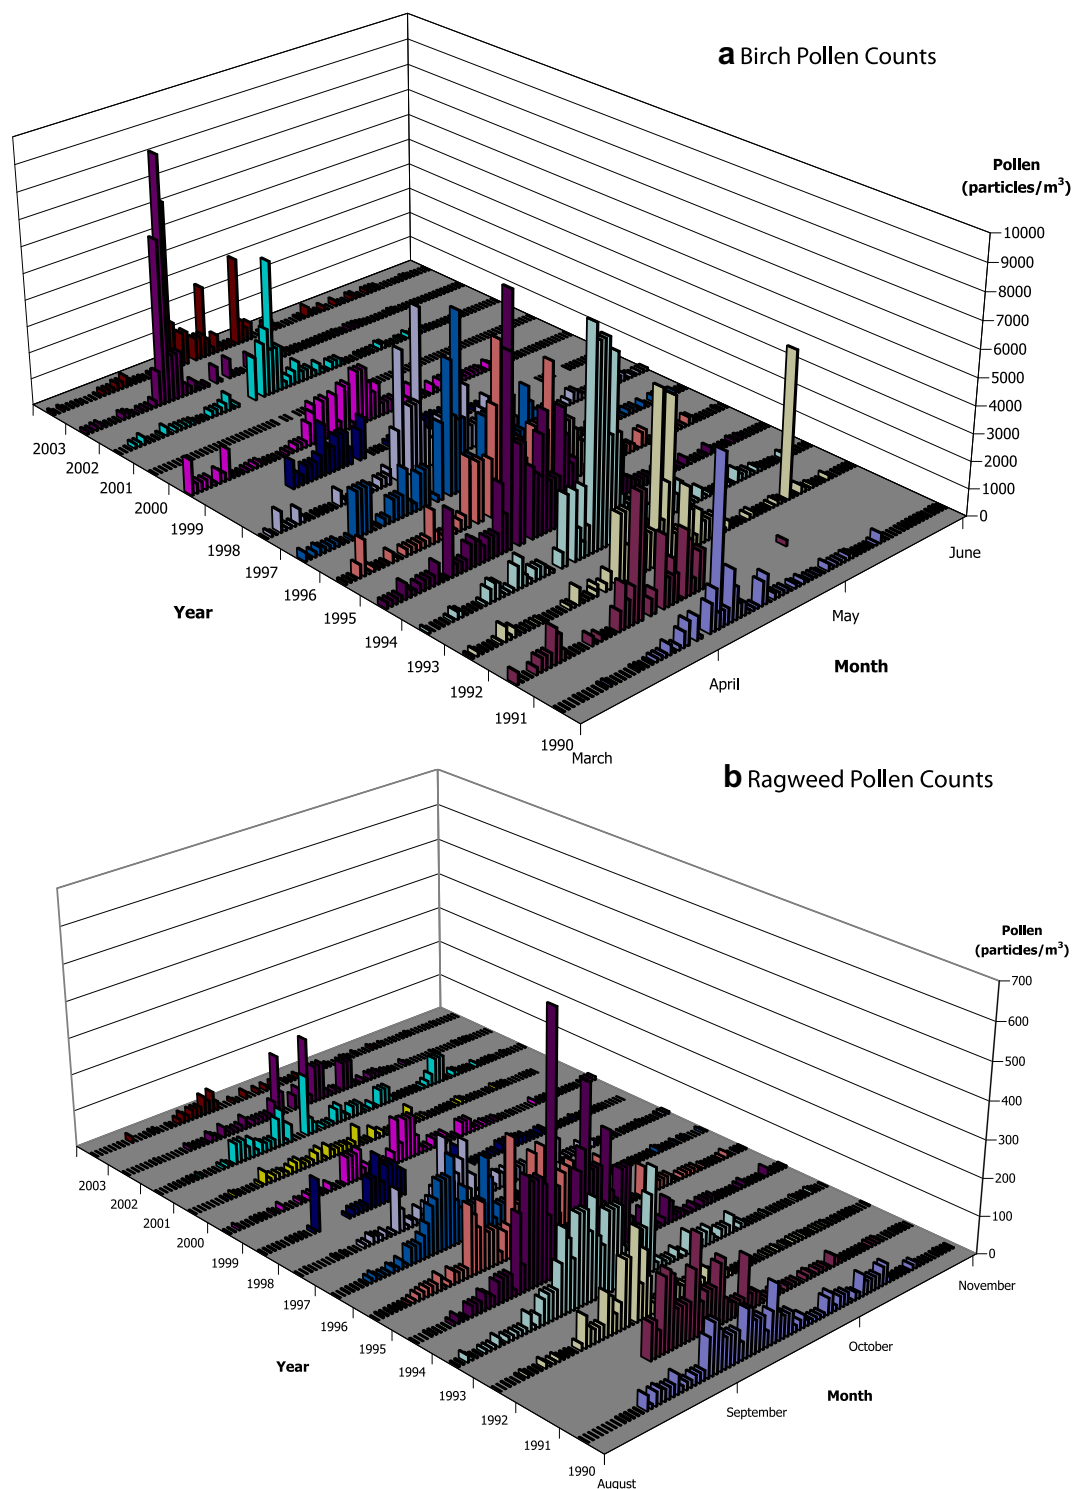 a Birch Pollen Counts
Pollen
(particles/m³)
10000
9000
8000
7000
6000
5000
4000
3000
2000
1000
0
2003
2002
2001
2000
1999
1998
1997
1996
1995
1994
1993
1992
1991
1990
Year
June
May
April
March
Month
b Ragweed Pollen Counts
Pollen
(particles/m³)
700
600
500
400
300
200
100
0
2003
2002
2001
2000
1999
1998
1997
1996
1995
1994
1993
1992
1991
1990
Year
November
October
September
August
Month